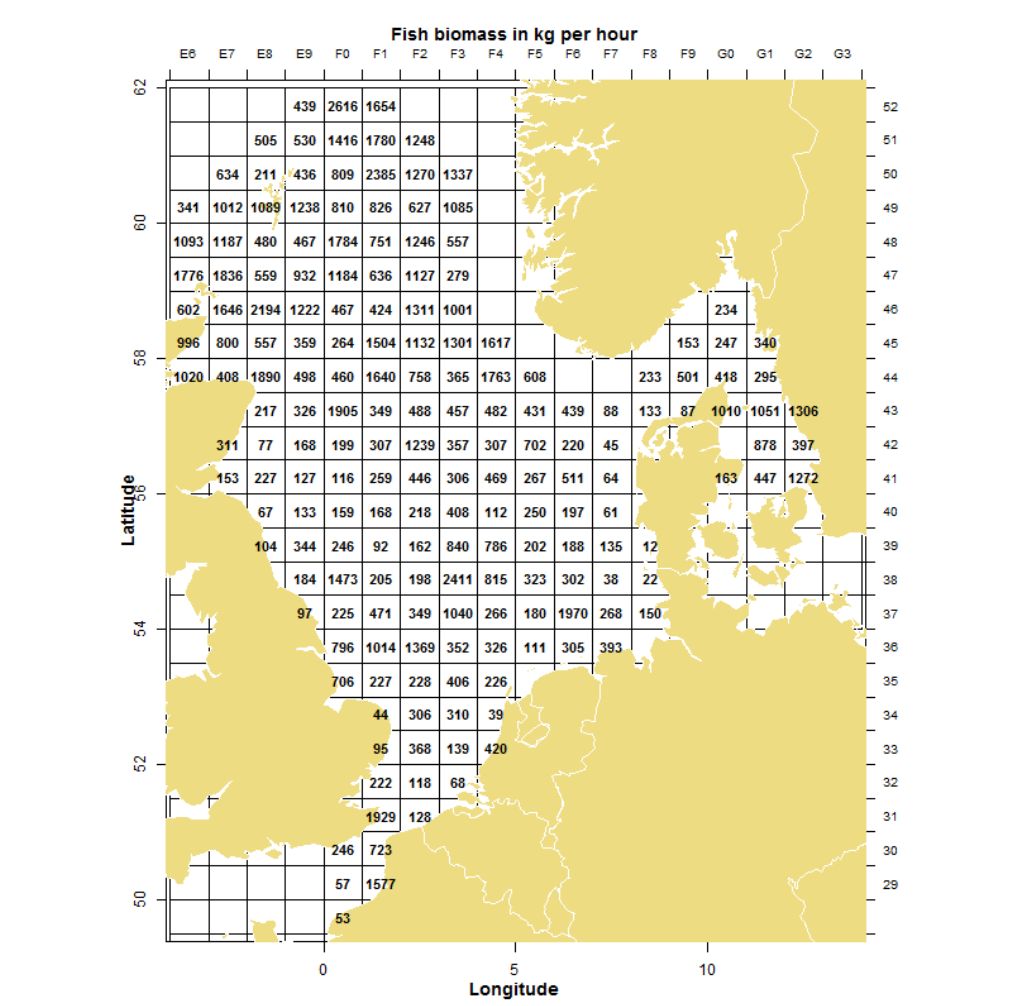 Fish biomass in kg per hour
E6 E7 E8 E9 F0 F1 F2 F3 F4 F5 F6 F7 F8 F9 G0 G1 G2 G3
62
439 2616 1654 52
505 530 1416 1780 1248 51
634 211 436 809 2385 1270 1337 50
341 1012 1089 1238 810 826 627 1085 49
60
1093 1187 480 467 1784 751 1246 557 48
1776 1836 559 932 1184 636 1127 279 47
602 1646 2194 1222 467 424 1311 1001 234 46
996 800 557 359 264 1504 1132 1301 1617 153 247 340 45
58
1020 408 1890 498 460 1640 758 365 1763 608 233 501 418 295 44
217 326 1905 349 488 457 482 431 439 88 133 87 1010 1051 1306 43
311 77 168 199 307 1239 357 307 702 220 45 878 397 42
153 227 127 116 259 446 306 469 267 511 64 163 447 1272 41
56
Latitude
67 133 159 168 218 408 112 250 197 61 40
104 344 246 92 162 840 786 202 188 135 12 39
184 1473 205 198 2411 815 323 302 38 22 38
97 225 471 349 1040 266 180 1970 268 150 37
54
796 1014 1369 352 326 111 305 393 36
706 227 228 406 226 35
44 306 310 39 34
95 368 139 420 33
52
222 118 68 32
1929 128 31
246 723 30
57 1577 29
50
53
0 5 10
Longitude